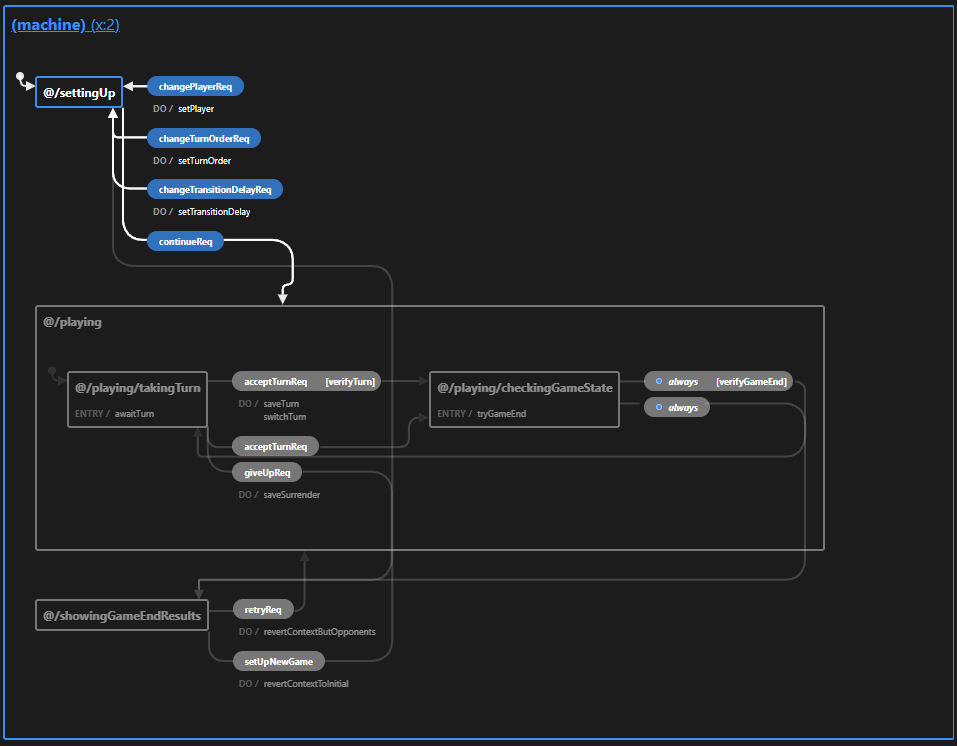 (machine) (x:2)
@/settingUp
changePlayerReq
DO / setPlayer
changeTurnOrderReq
DO / setTurnOrder
changeTransitionDelayReq
DO / setTransitionDelay
continueReq
@/playing
@/playing/takingTurn
ENTRY / awaitTurn
acceptTurnReq [verifyTurn]
DO / saveTurn
switchTurn
acceptTurnReq
giveUpReq
DO / saveSurrender
@/playing/checkingGameState
ENTRY / tryGameEnd
always [verifyGameEnd]
always
@/showingGameEndResults
retryReq
DO / revertContextButOpponents
setUpNewGame
DO / revertContextToInitial